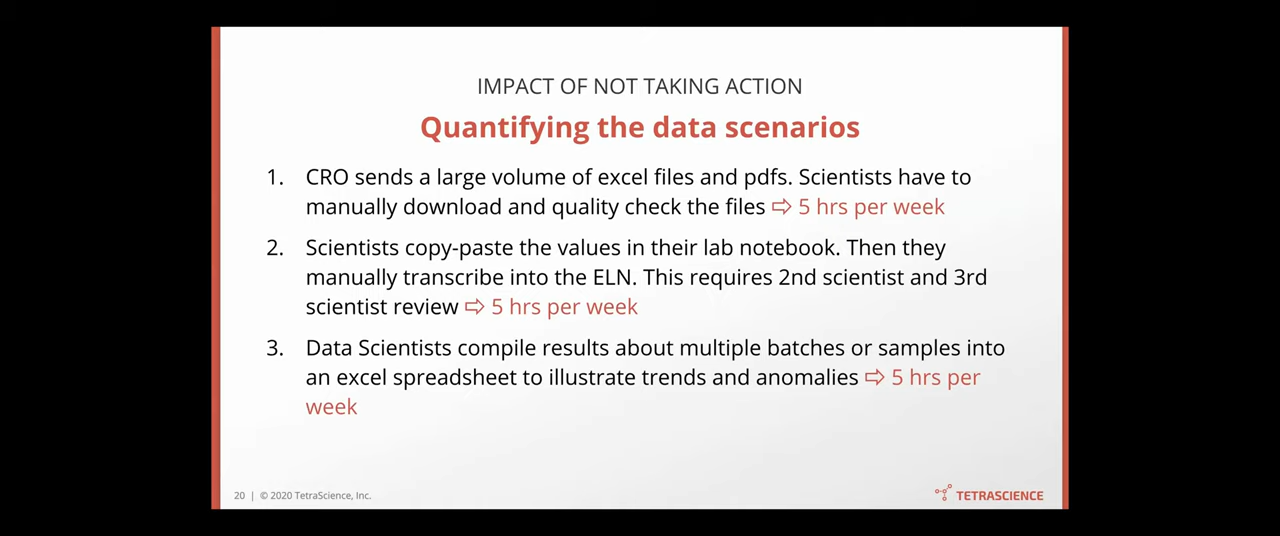 IMPACT OF NOT TAKING ACTION
Quantifying the data scenarios
1. CRO sends a large volume of excel files and pdfs. Scientists have to
manually download and quality check the files ⇨ 5 hrs per week
2. Scientists copy-paste the values in their lab notebook. Then they
manually transcribe into the ELN. This requires 2nd scientist and 3rd
scientist review ⇨ 5 hrs per week
3. Data Scientists compile results about multiple batches or samples into
an excel spreadsheet to illustrate trends and anomalies ⇨ 5 hrs per
week
20 | © 2020 TetraScience, Inc.
TETRASCIENCE